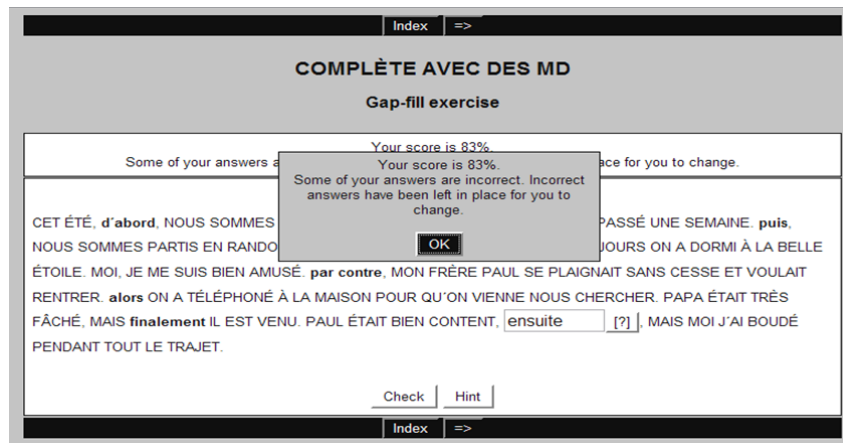 Index =>
COMPLÈTE AVEC DES MD
Gap-fill exercise
Your score is 83%.
Some of your answers a
ace for you to change.
Your score is 83%.
Some of your answers are incorrect. Incorrect
answers have been left in place for you to
change.
OK
CET ÉTÉ, d´abord, NOUS SOMMES PASSÉ UNE SEMAINE. puis,
NOUS SOMMES PARTIS EN RANDO JOURS ON A DORMI À LA BELLE
ÉTOILE. MOI, JE ME SUIS BIEN AMUSÉ. par contre, MON FRÈRE PAUL SE PLAIGNAIT SANS CESSE ET VOULAIT
RENTRER. alors ON A TÉLÉPHONÉ À LA MAISON POUR QU´ON VIENNE NOUS CHERCHER. PAPA ÉTAIT TRÈS
FÂCHÉ, MAIS finalement IL EST VENU. PAUL ÉTAIT BIEN CONTENT, ensuite [?] , MAIS MOI J´AI BOUDÉ
PENDANT TOUT LE TRAJET.
Check Hint
Index =>